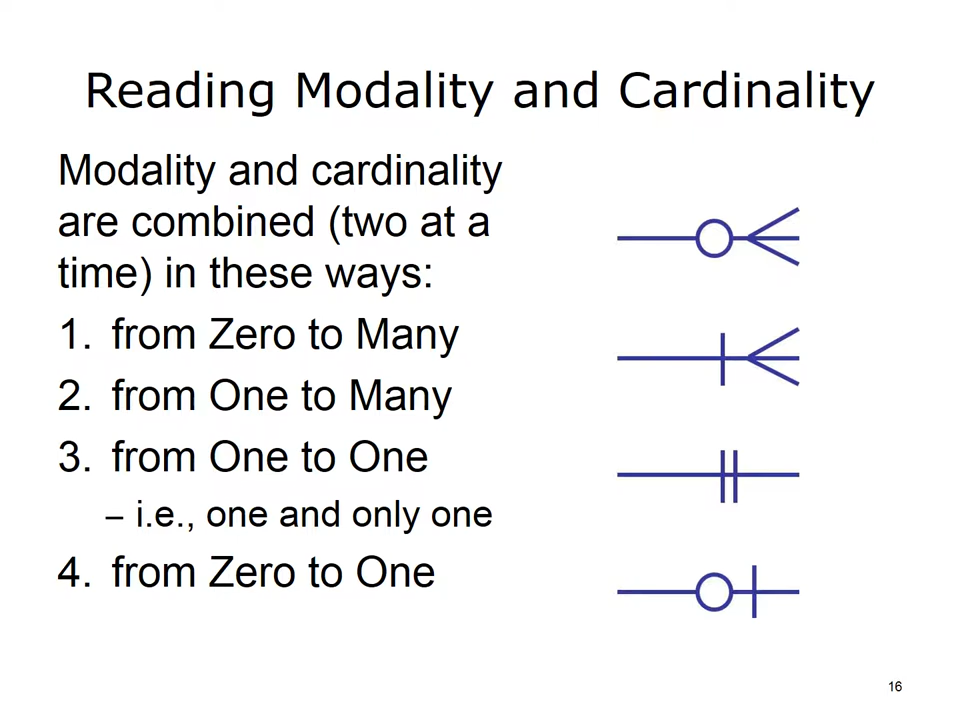 Reading Modality and Cardinality
Modality and cardinality
are combined (two at a
time) in these ways:
1. from Zero to Many
2. from One to Many
3. from One to One
– i.e., one and only one
4. from Zero to One
16